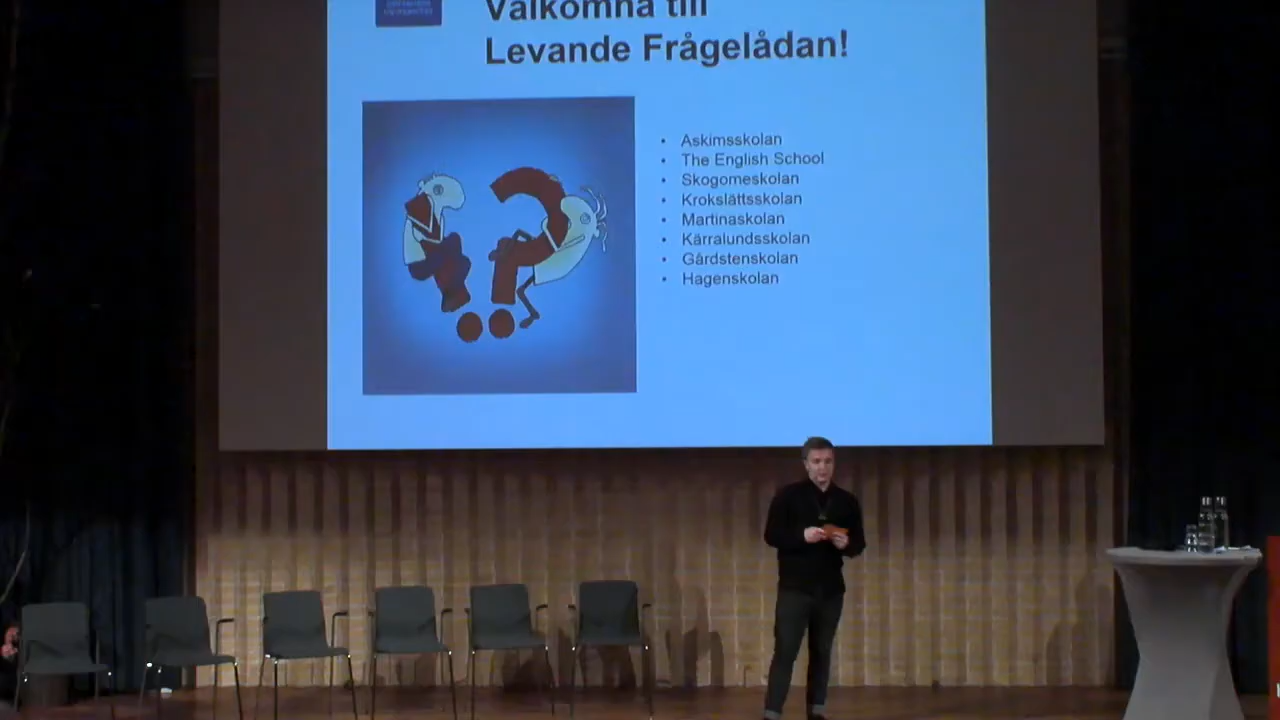 Välkomna till
Levande Frågelådan!
• Askimsskolan
• The English School
• Skogomeskolan
• Krokslättsskolan
• Martinaskolan
• Kärralundsskolan
• Gårdstenskolan
• Hagenskolan